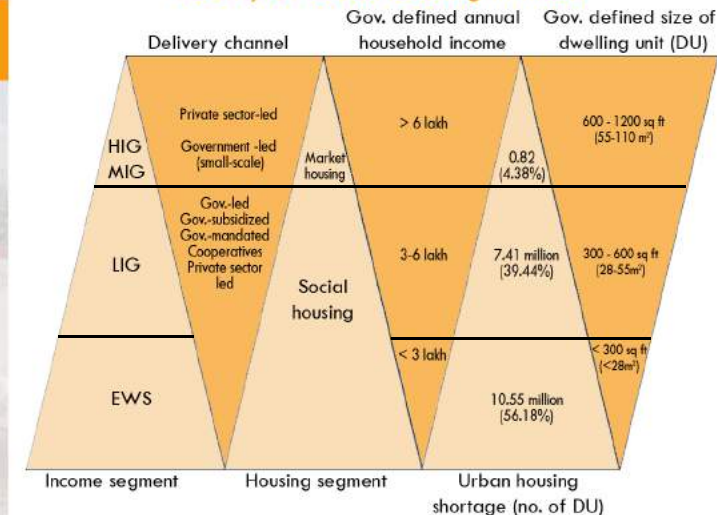 Gov. defined annual
household income
Gov. defined size of
dwelling unit (DU)
Delivery channel
Private sector-led
Government -led
(small-scale)
HIG
MIG
Market
housing
> 6 lakh
0.82
(4.38%)
600 - 1200 sq ft
(55-110 m²)
Gov.-led
Gov.-subsidized
Gov.-mandated
Cooperatives
Private sector
led
LIG
Social
housing
3-6 lakh
7.41 million
(39.44%)
300 - 600 sq ft
(28-55m²)
< 3 lakh
< 300 sq ft
(<28m²)
EWS
10.55 million
(56.18%)
Income segment
Housing segment
Urban housing
shortage (no. of DU)